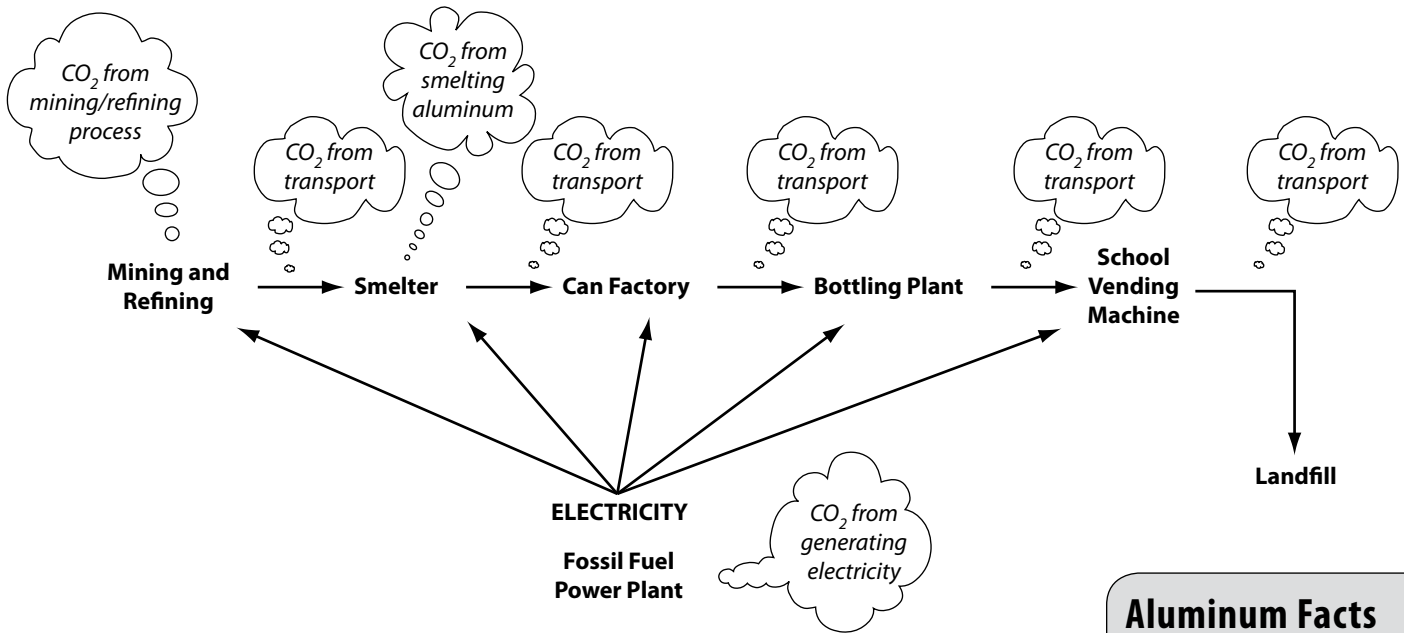 CO2 from
mining/refining
process
CO2 from
transport
CO2 from
smelting
aluminum
CO2 from
transport
CO2 from
transport
CO2 from
transport
CO2 from
transport
Mining and
Refining
Smelter
Can Factory
Bottling Plant
School
Vending
Machine
Landfill
ELECTRICITY
Fossil Fuel
Power Plant
CO2 from
generating
electricity
Aluminum Facts